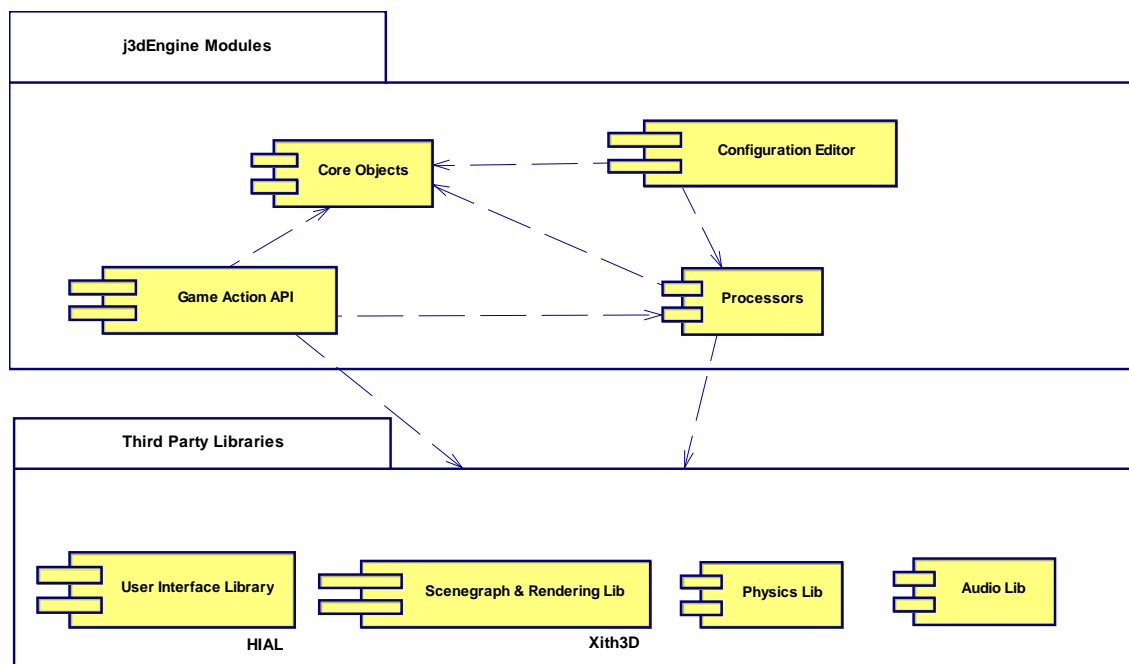 j3dEngine Modules
Configuration Editor
Core Objects
Game Action API
Processors
Third Party Libraries
User Interface Library
Scenegraph & Rendering Lib
Physics Lib
Audio Lib
HIAL
Xith3D